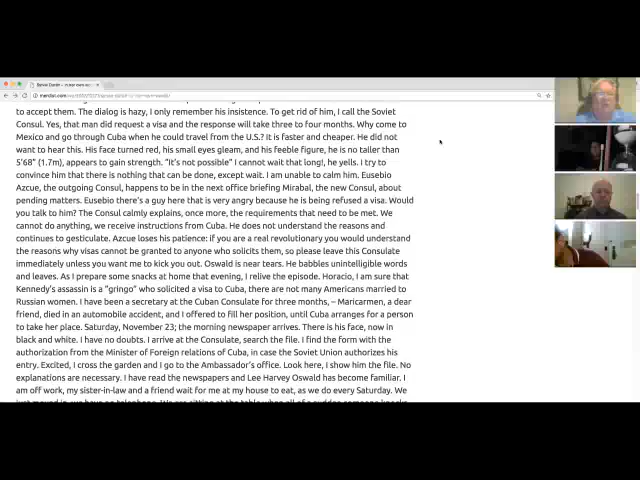 to accept them. The dialog is hazy, I only remember his insistence. To get rid of him, I call the Soviet
Consul. Yes, that man did request a visa and the response will take three to four months. Why come to
Mexico and go through Cuba when he could travel from the U.S.? It is faster and cheaper. He did not
want to hear this. His face turned red, his small eyes gleam, and his feeble figure, he is no taller than
5'68" (1.7m), appears to gain strength. "It's not possible" I cannot wait that long!, he yells. I try to
convince him that there is nothing that can be done, except wait. I am unable to calm him. Eusebio
Azcue, the outgoing Consul, happens to be in the next office briefing Mirabal, the new Consul, about
pending matters. Eusebio there's a guy here that is very angry because he is being refused a visa. Would
you talk to him? The Consul calmly explains, once more, the requirements that need to be met. We
cannot do anything, we receive instructions from Cuba. He does not understand the reasons and
continues to gesticulate. Azcue loses his patience: if you are a real revolutionary you would understand
the reasons why visas cannot be granted to anyone who solicits them, so please leave this Consulate
immediately unless you want me to kick you out. Oswald is near tears. He babbles unintelligible words
and leaves. As I prepare some snacks at home that evening, I relive the episode. Horacio, I am sure that
Kennedy's assassin is a "gringo" who solicited a visa to Cuba, there are not many Americans married to
Russian women. I have been a secretary at the Cuban Consulate for three months, – Maricarmen, a dear
friend, died in an automobile accident, and I offered to fill her position, until Cuba arranges for a person
to take her place. Saturday, November 23; the morning newspaper arrives. There is his face, now in
black and white. I have no doubts. I arrive at the Consulate, search the file. I find the form with the
authorization from the Minister of Foreign relations of Cuba, in case the Soviet Union authorizes his
entry. Excited, I cross the garden and I go to the Ambassador's office. Look here, I show him the file. No
explanations are necessary. I have read the newspapers and Lee Harvey Oswald has become familiar. I
am off work, my sister-in-law and a friend wait for me at my house to eat, as we do every Saturday. We